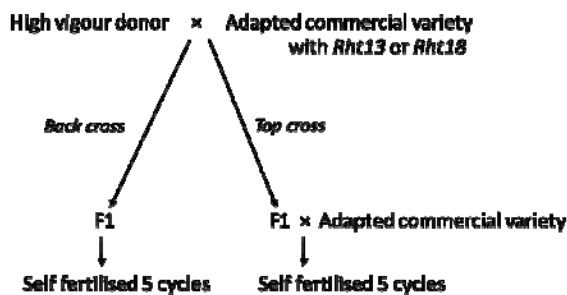 High vigour donor × Adapted commercial variety
with Rht13 or Rht18
Back cross
Top cross
F1
F1 × Adapted commercial variety
Self fertilised 5 cycles
Self fertilised 5 cycles